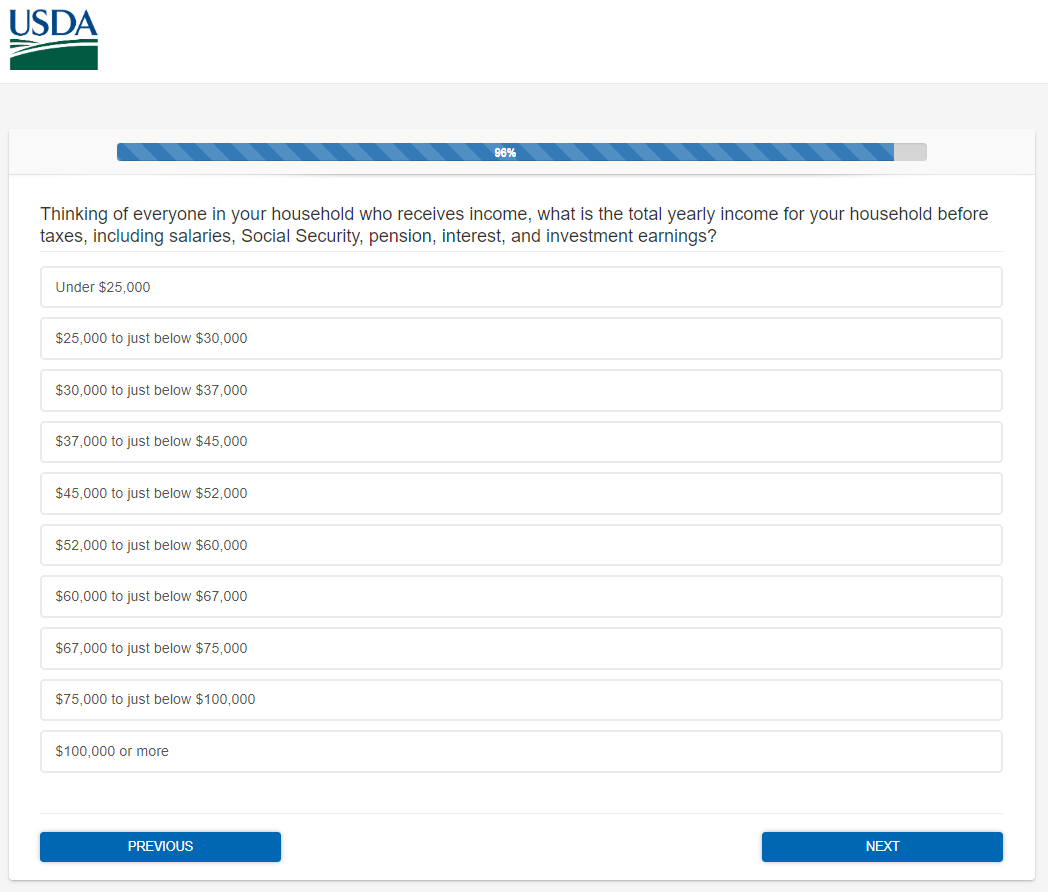 USDA
96%
Thinking of everyone in your household who receives income, what is the total yearly income for your household before
taxes, including salaries, Social Security, pension, interest, and investment earnings?
Under $25,000
$25,000 to just below $30,000
$30,000 to just below $37,000
$37,000 to just below $45,000
$45,000 to just below $52,000
$52,000 to just below $60,000
$60,000 to just below $67,000
$67,000 to just below $75,000
$75,000 to just below $100,000
$100,000 or more
PREVIOUS
NEXT